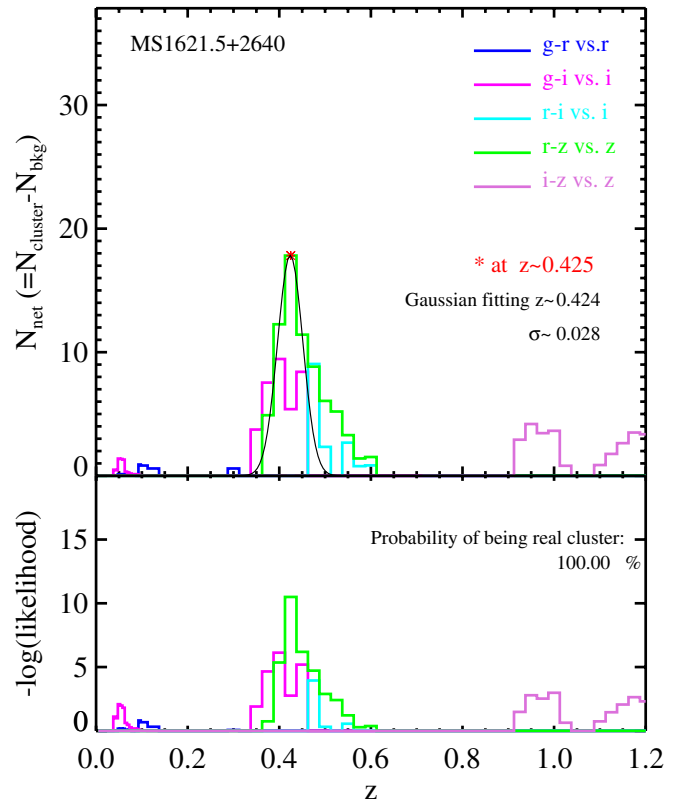 MS1621.5+2640
g-r vs.r
g-i vs. i
r-i vs. i
r-z vs. z
i-z vs. z
* at z~0.425
Gaussian fitting z~0.424
σ~ 0.028
N_net (=N_cluster-N_bkg)
30
20
10
0
Probability of being real cluster:
100.00 %
-log(likelihood)
15
10
5
0
0.0 0.2 0.4 0.6 0.8 1.0 1.2
z